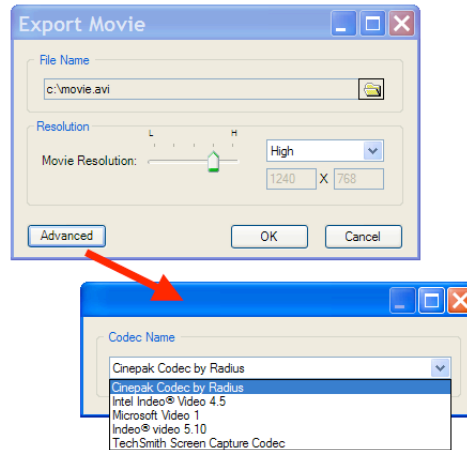 Export Movie
File Name
c:\movie.avi
Resolution
L H
Movie Resolution:
High
1240 X 768
Advanced OK Cancel
Codec Name
Cinepak Codec by Radius
Cinepak Codec by Radius
Intel Indeo® Video 4.5
Microsoft Video 1
Indeo® video 5.10
TechSmith Screen Capture Codec